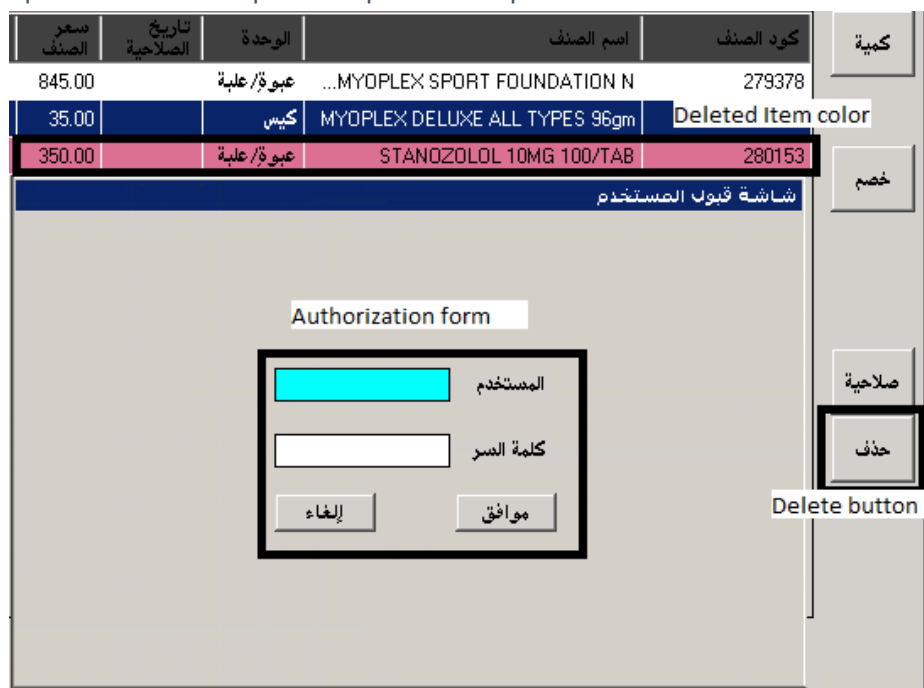 كود الصنف اسم الصنف الوحدة تاريخ الصلاحية سعر الصنف
279378 MYOPLEX SPORT FOUNDATION N... عبوة/علبة 845.00
MYOPLEX DELUXE ALL TYPES 96gm كيس 35.00
Deleted Item color
280153 STANOZOLOL 10MG 100/TAB عبوة/علبة 350.00
شاشة قبول المستخدم
Authorization form
المستخدم
كلمة السر
موافق إلغاء
كمية
خصم
صلاحية
حذف
Delete button